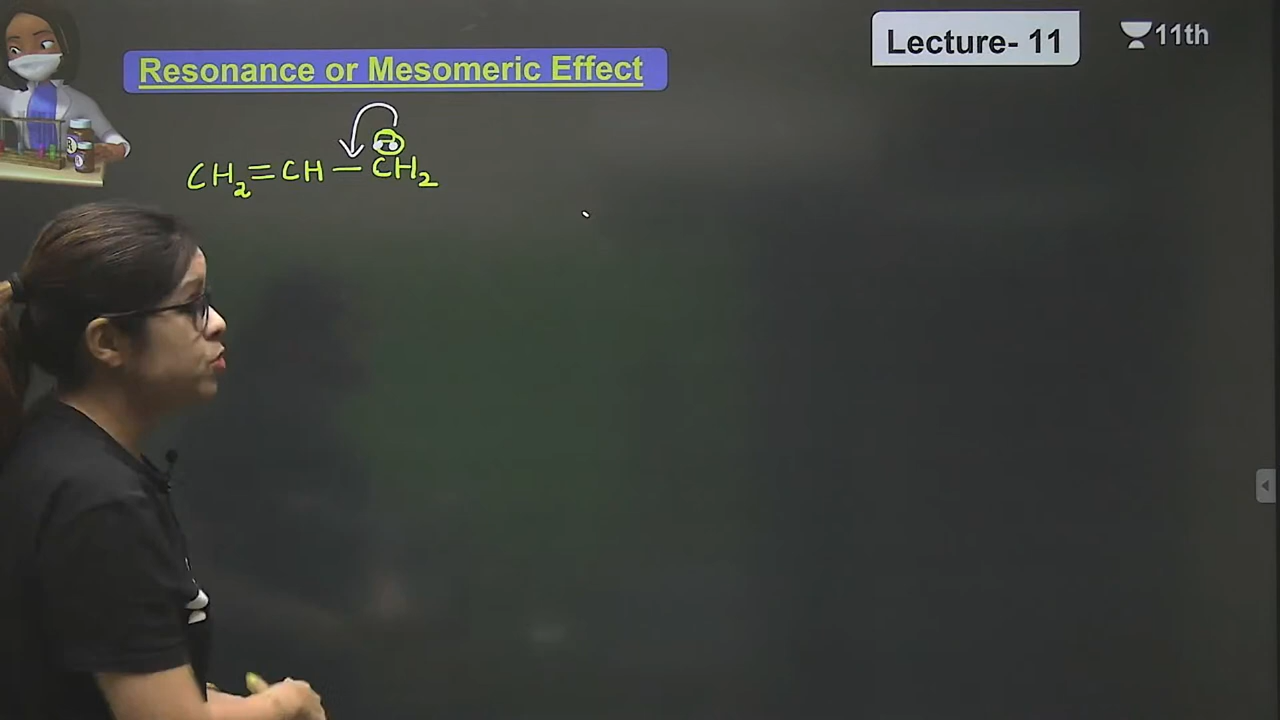 Lecture- 11
11th
Resonance or Mesomeric Effect
CH₂=CH—CH₂